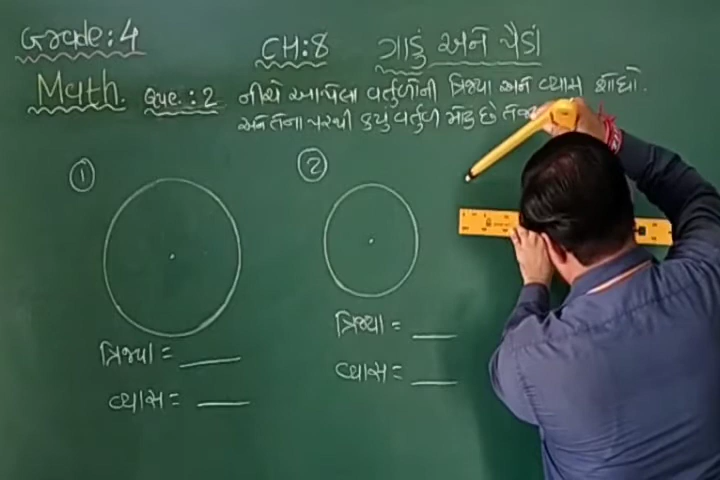 Grade: 4
CH: 8 ગાડું અને પૈડાં
Math. Que.: 2 નીચે આપેલા વર્તુળોની ત્રિજ્યા અને વ્યાસ શોધો.
અને તેના પરથી કયું વર્તુળ મોટુ છે તે
① ②
ત્રિજ્યા = ___ ત્રિજ્યા = ___
વ્યાસ = ___ વ્યાસ = ___